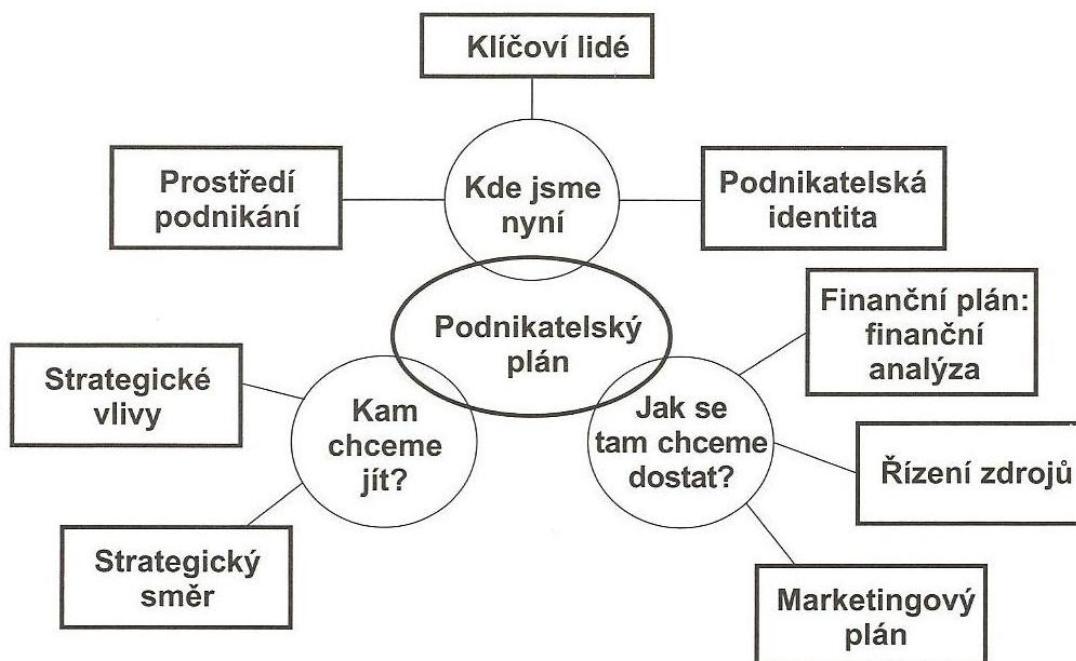 Klíčoví lidé
Prostředí
podnikání
Kde jsme
nyní
Podnikatelská
identita
Podnikatelský
plán
Finanční plán:
finanční
analýza
Strategické
vlivy
Kam
chceme
jít?
Jak se
tam chceme
dostat?
Řízení zdrojů
Strategický
směr
Marketingový
plán